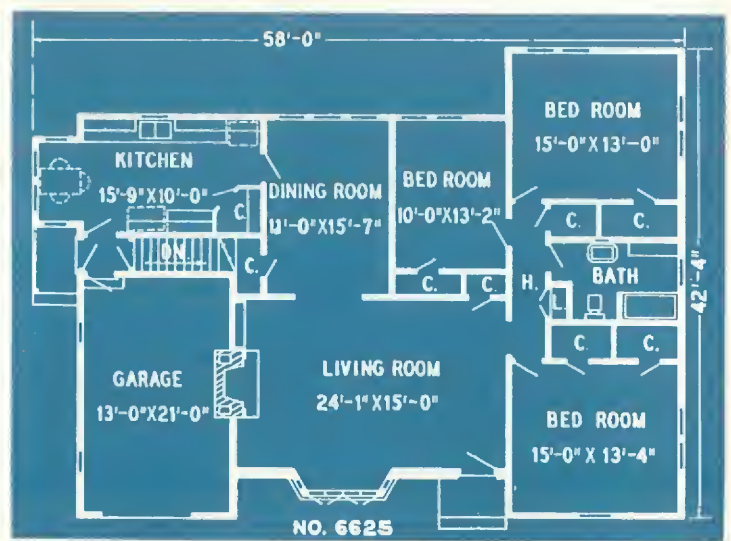 58'-0"
BED ROOM
15'-0" X 13'-0"
KITCHEN
15'-9" X 10'-0"
C.
DINING ROOM
11'-0" X 15'-7"
BED ROOM
10'-0" X 13'-2"
C.
C.
DN.
C.
C.
C.
H.
BATH
L.
42'-4"
C.
C.
GARAGE
13'-0" X 21'-0"
LIVING ROOM
24'-1" X 15'-0"
BED ROOM
15'-0" X 13'-4"
NO. 6625